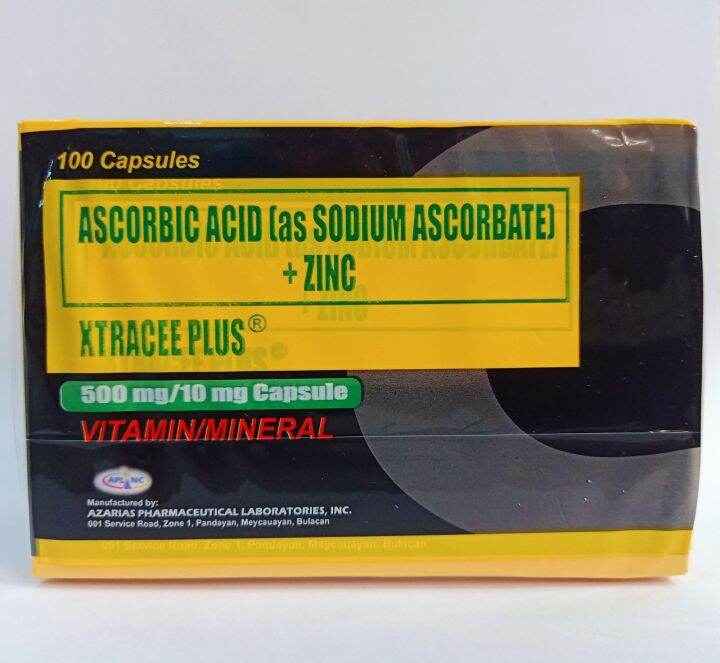 100 Capsules
ASCORBIC ACID (as SODIUM ASCORBATE)
+ ZINC
XTRACEE PLUS®
500 mg/10 mg Capsule
VITAMIN/MINERAL
Manufactured by:
AZARIAS PHARMACEUTICAL LABORATORIES, INC.
001 Service Road, Zone 1, Pandayan, Meycauayan, Bulacan